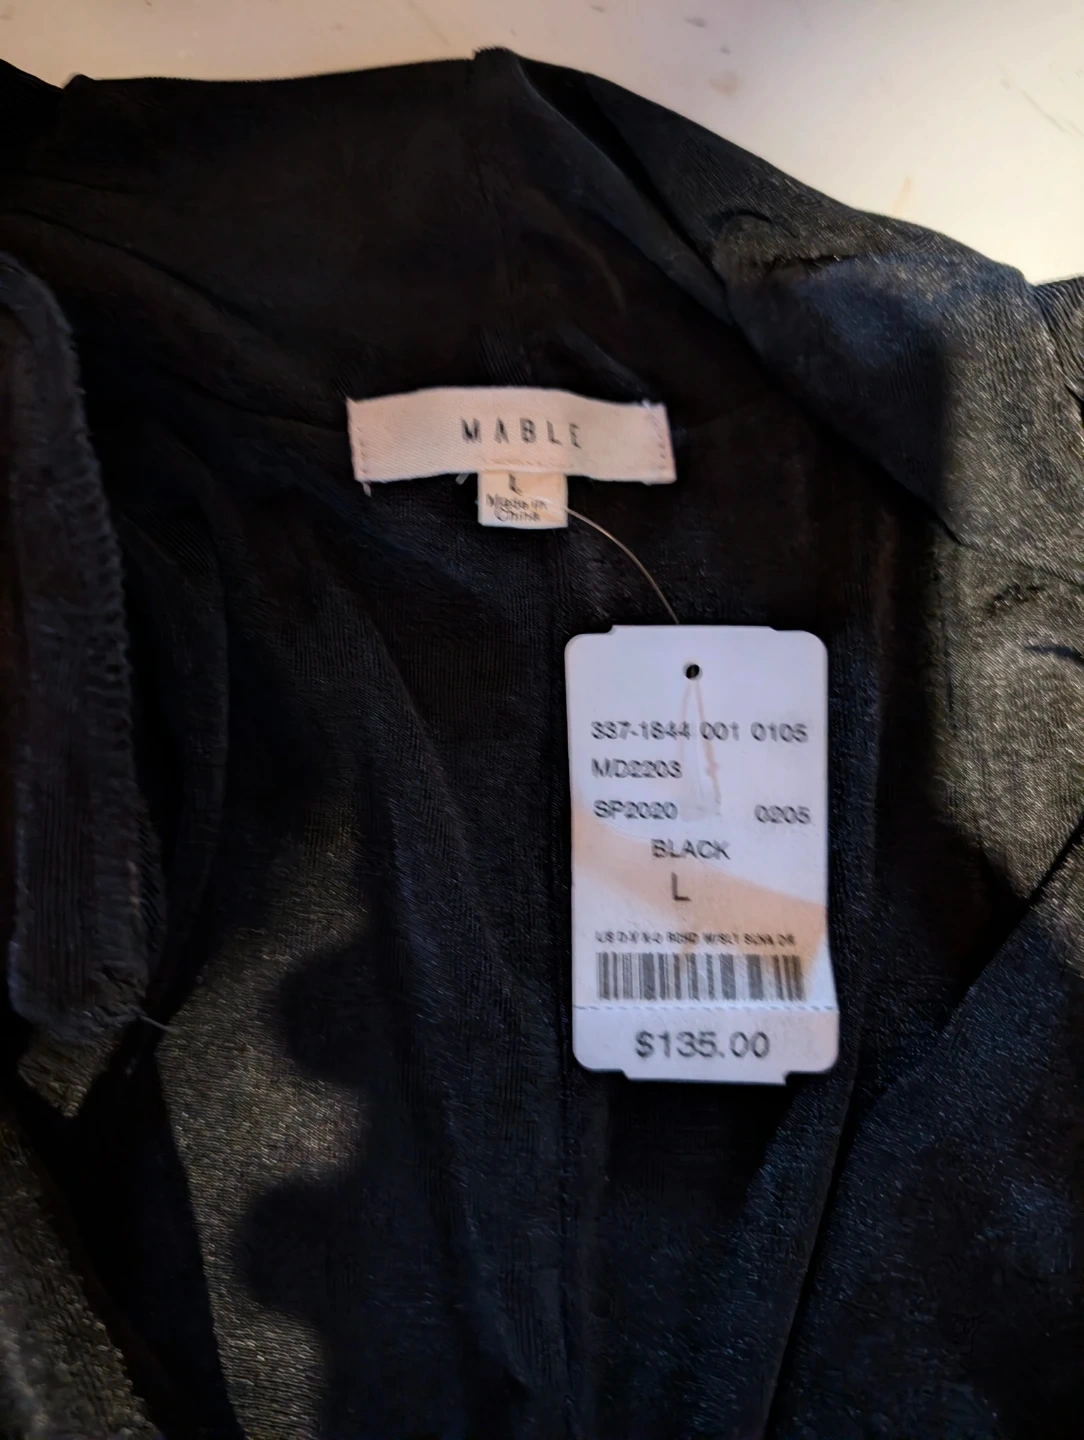 MABLE
L
Made in
China
337-1844 001 0105
MD2203
SP2020 0205
BLACK
L
$135.00